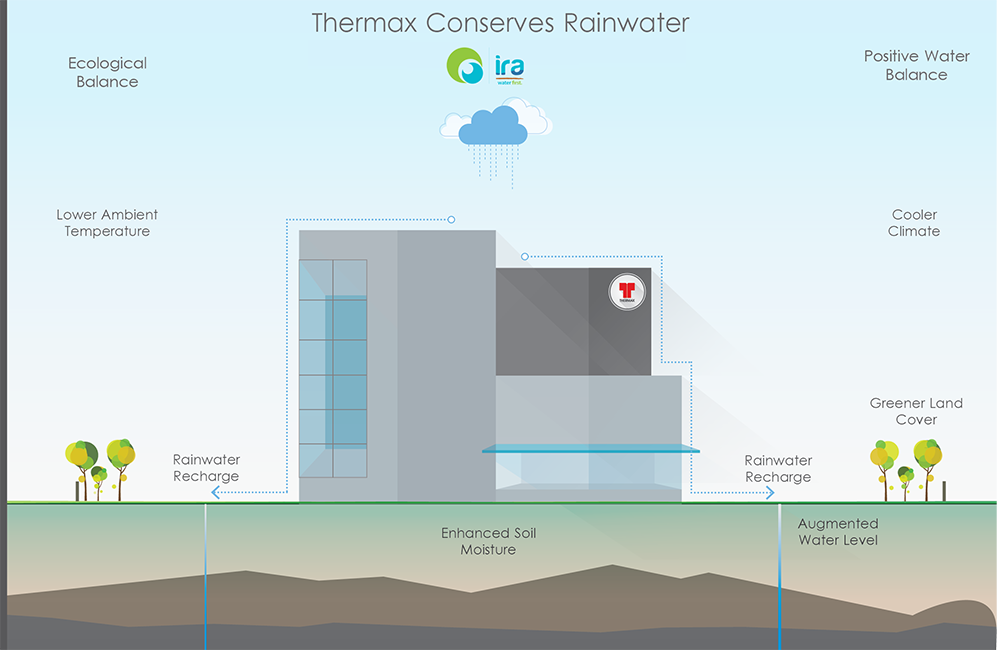 Thermax Conserves Rainwater
Ecological
Balance
ira
water first.
Positive Water
Balance
Lower Ambient
Temperature
Cooler
Climate
THERMAX
Greener Land
Cover
Rainwater
Recharge
Rainwater
Recharge
Enhanced Soil
Moisture
Augmented
Water Level